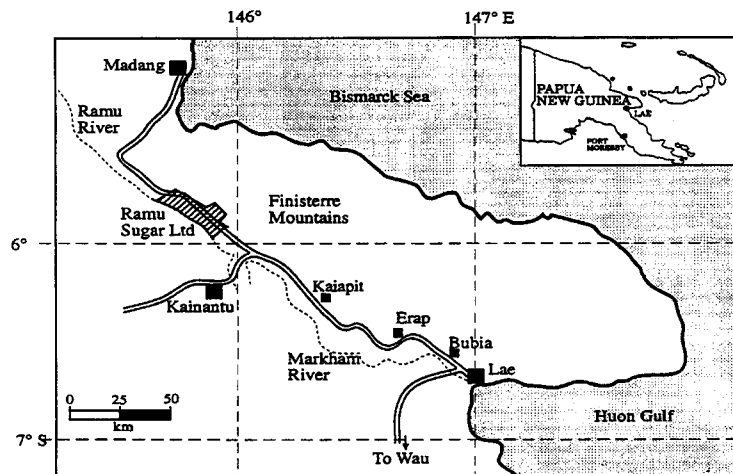 146°
147° E
Madang
Ramu
River
Bismarck Sea
PAPUA
NEW GUINEA
LAE
PORT
MORESBY
Ramu
Sugar Ltd
Finisterre
Mountains
6°
Kainantu
Kaiapit
Erap
Bubia
Markham
River
Lae
0 25 50
km
Huon Gulf
7° S
To Wau